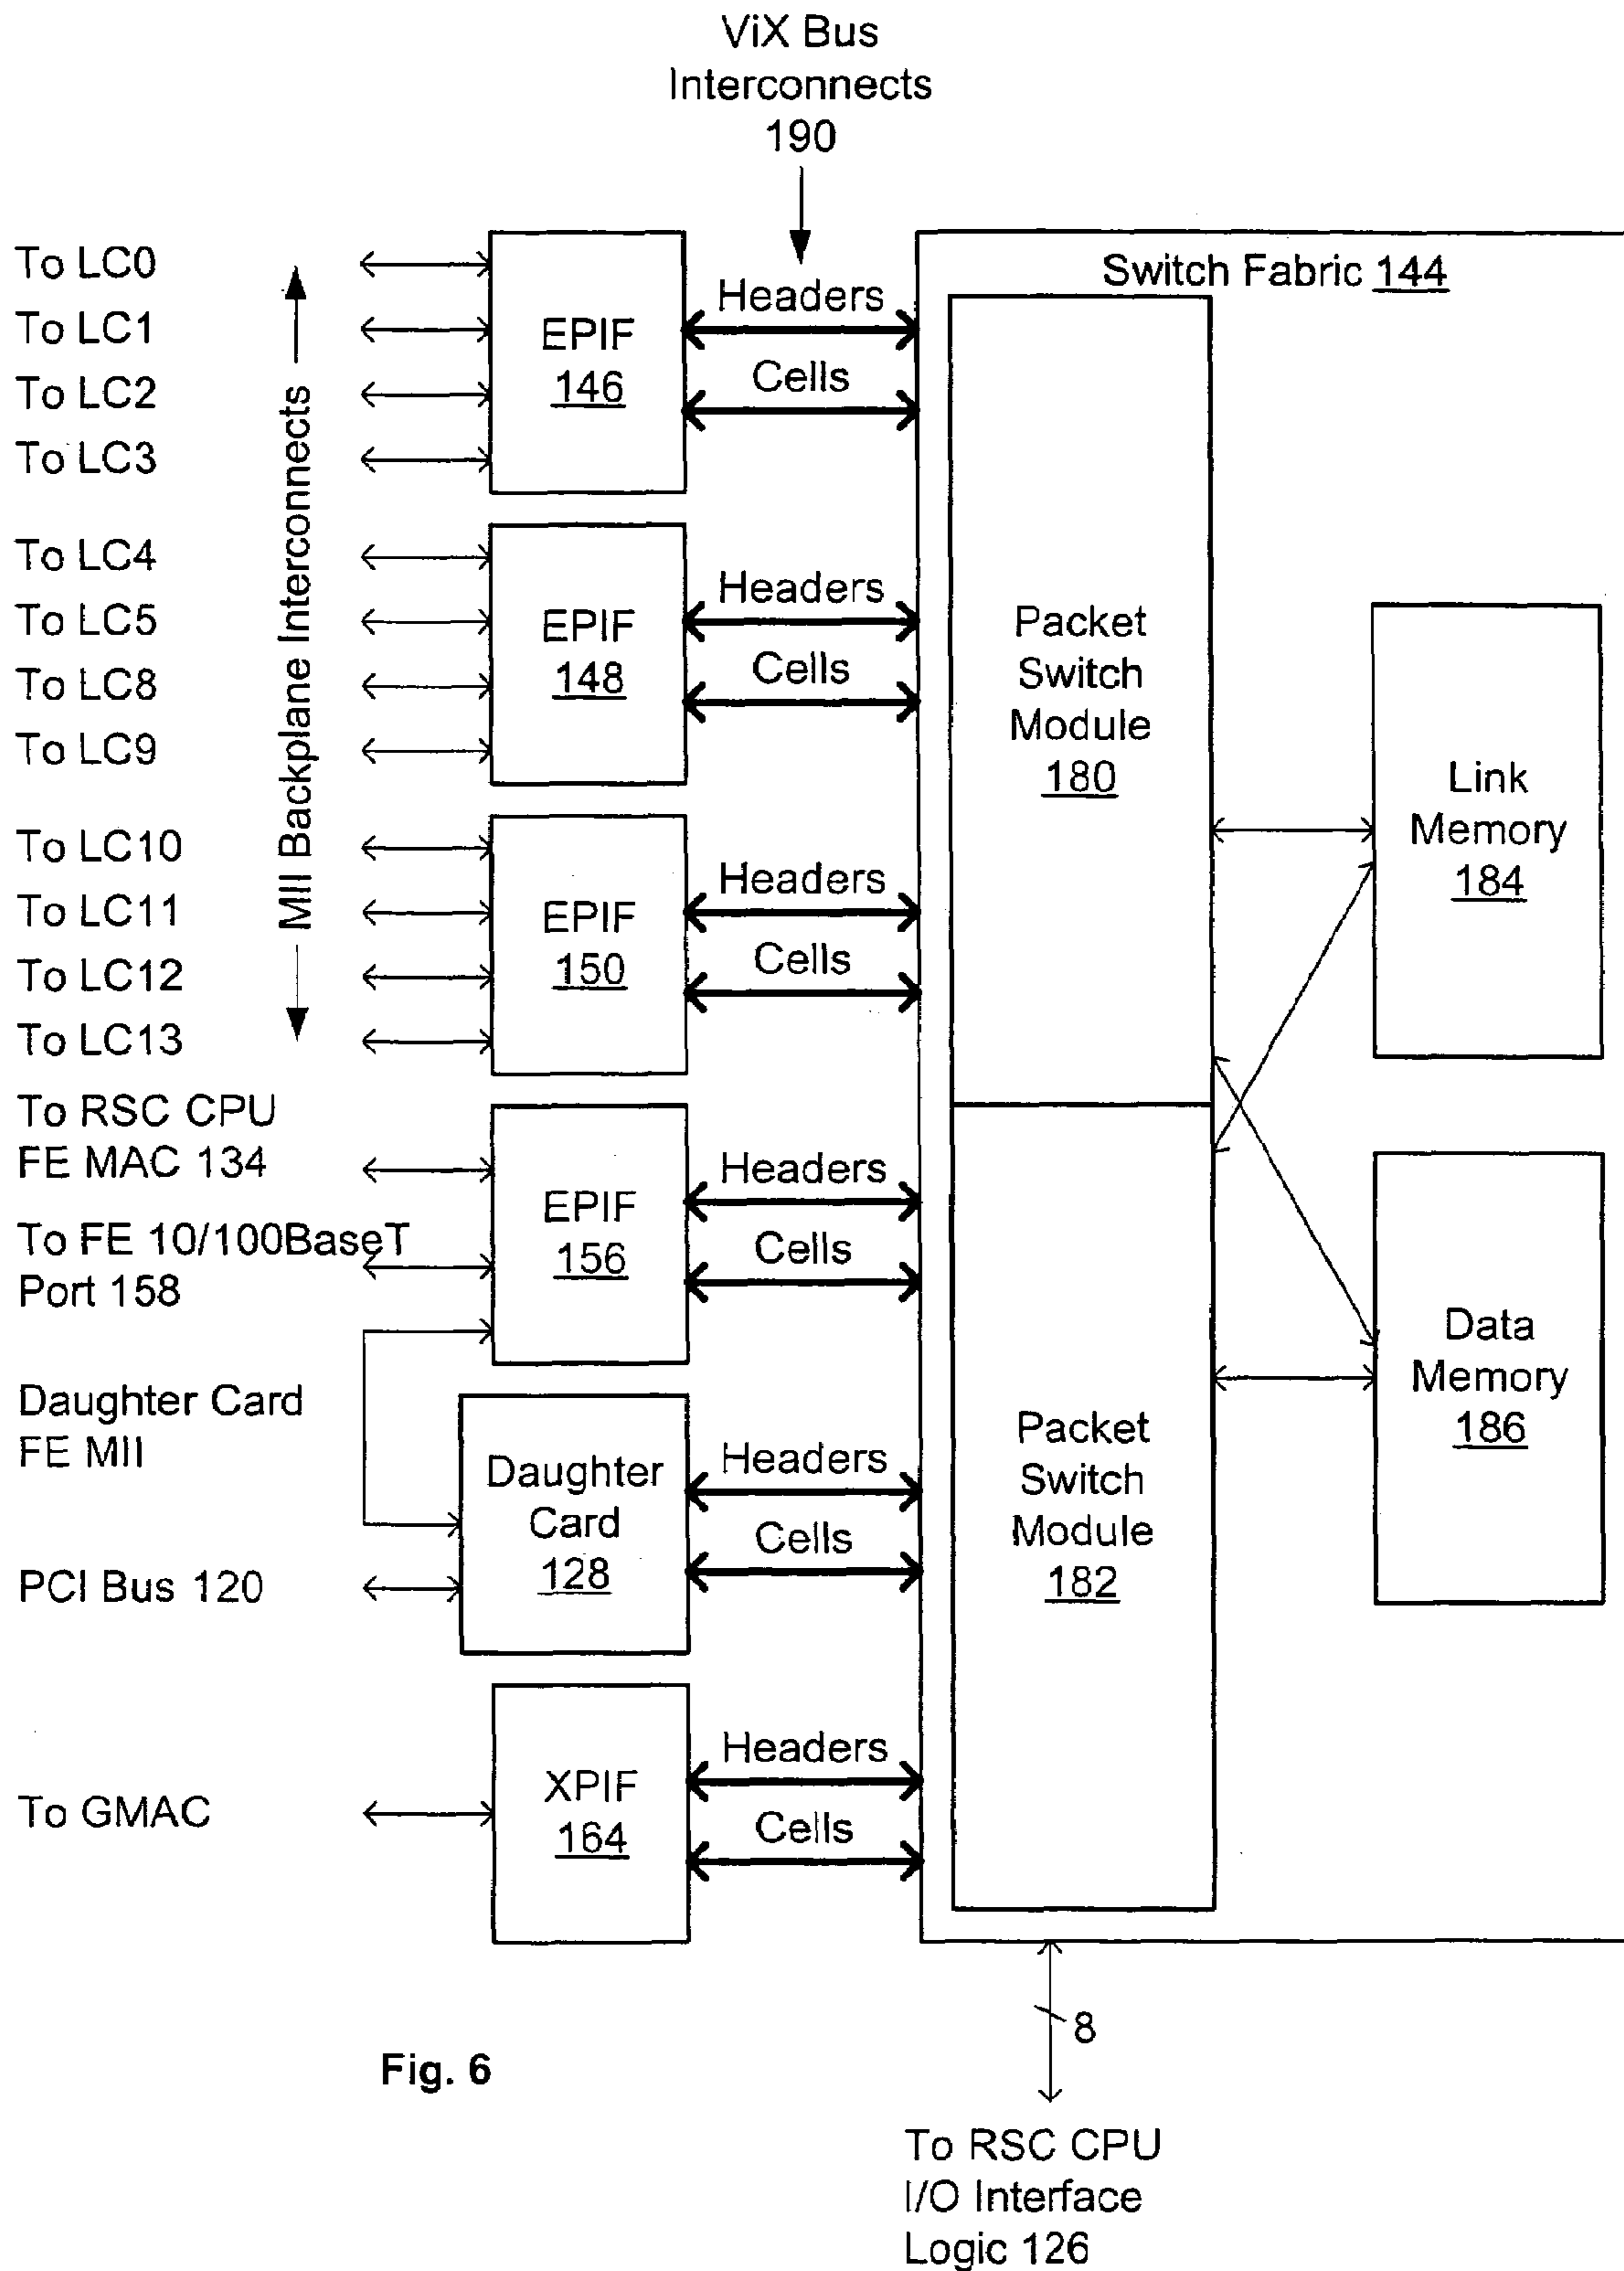 ViX Bus
Interconnects
190
To LC0
To LC1
To LC2
To LC3
To LC4
To LC5
To LC8
To LC9
To LC10
To LC11
To LC12
To LC13
MII Backplane Interconnects
To RSC CPU
FE MAC 134
To FE 10/100BaseT
Port 158
Daughter Card
FE MII
PCI Bus 120
To GMAC
EPIF
146
EPIF
148
EPIF
150
EPIF
156
Daughter
Card
128
XPIF
164
Headers
Cells
Headers
Cells
Headers
Cells
Headers
Cells
Headers
Cells
Headers
Cells
Switch Fabric 144
Packet
Switch
Module
180
Packet
Switch
Module
182
Link
Memory
184
Data
Memory
186
8
To RSC CPU
I/O Interface
Logic 126
Fig. 6